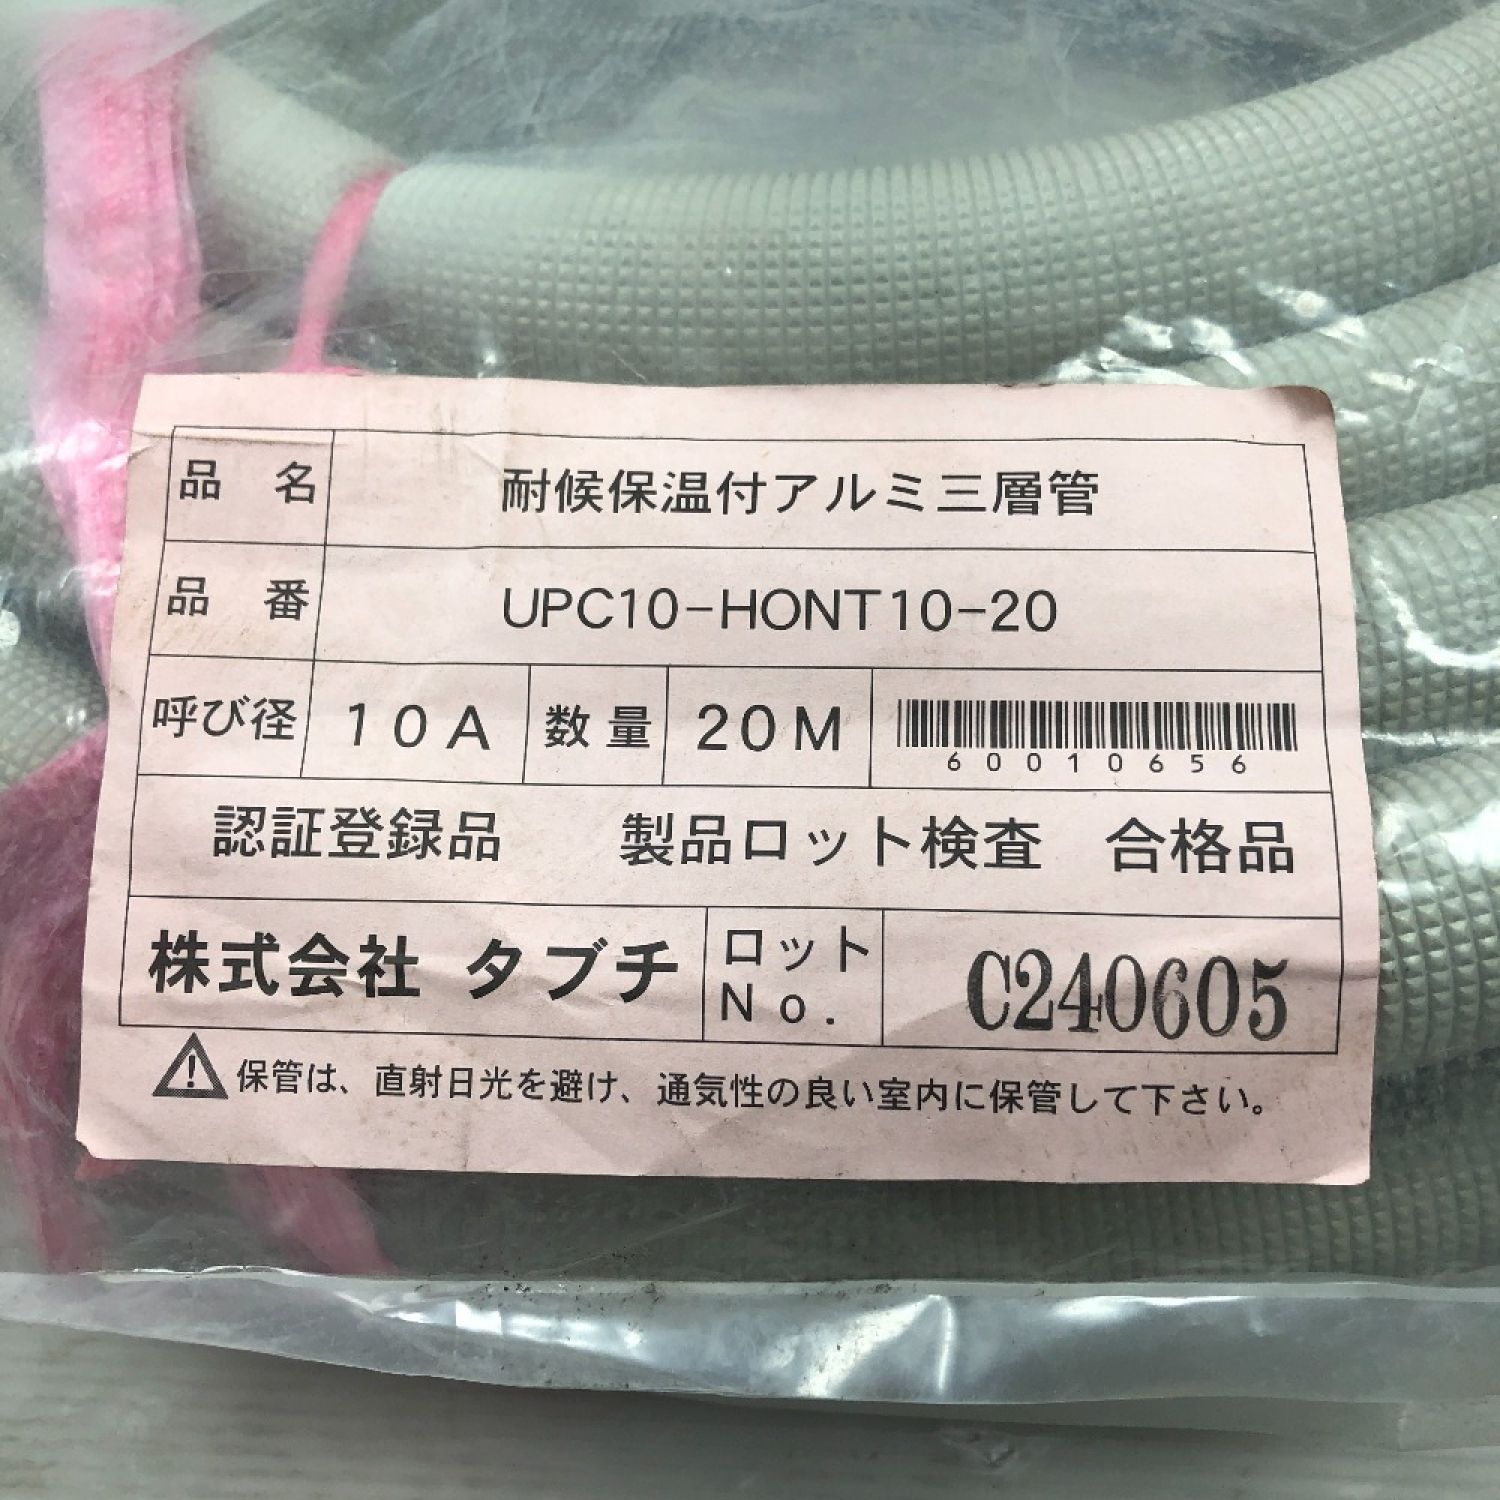 品 名 耐候保温付アルミ三層管
品 番 UPC10-HONT10-20
呼び径 10A 数量 20M
60010656
認証登録品 製品ロット検査 合格品
株式会社 タブチ ロット No. C240605
⚠保管は、直射日光を避け、通気性の良い室内に保管して下さい。